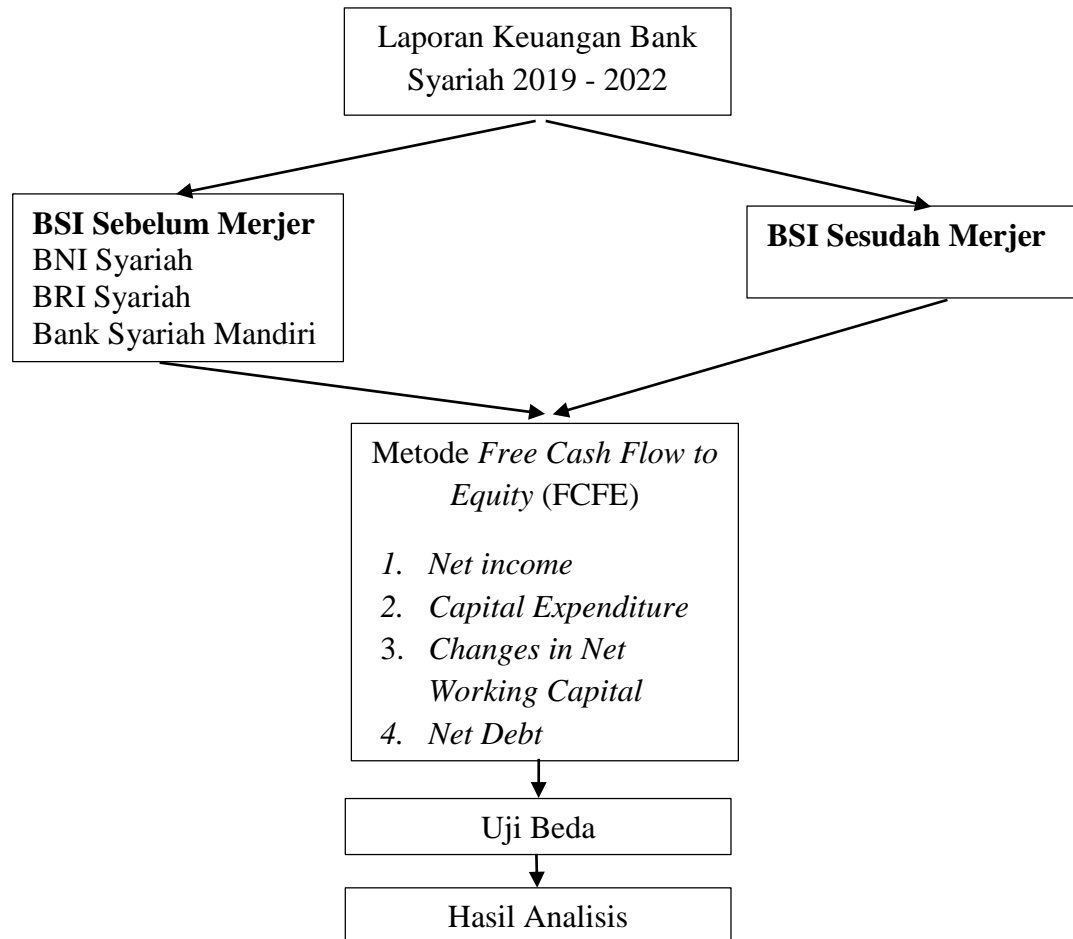 Laporan Keuangan Bank
Syariah 2019 - 2022
BSI Sebelum Merjer
BNI Syariah
BRI Syariah
Bank Syariah Mandiri
BSI Sesudah Merjer
Metode Free Cash Flow to
Equity (FCFE)
1. Net income
2. Capital Expenditure
3. Changes in Net
Working Capital
4. Net Debt
Uji Beda
Hasil Analisis